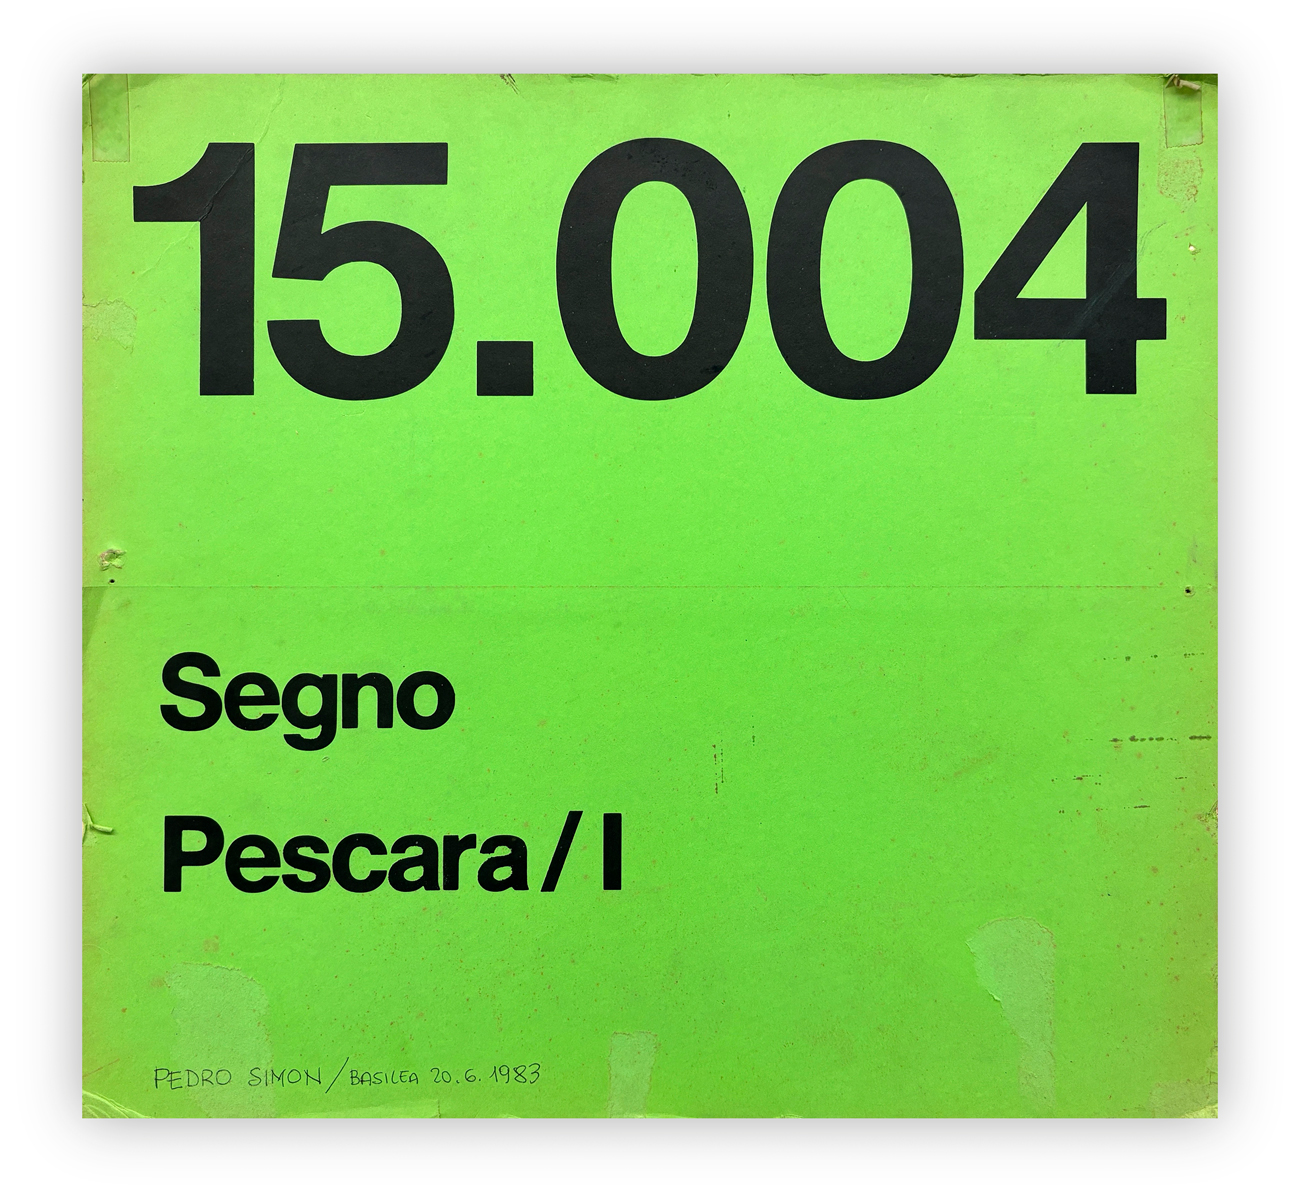 15.004
Segno
Pescara/I
PEDRO SIMON/BASILEA 20.6.1983